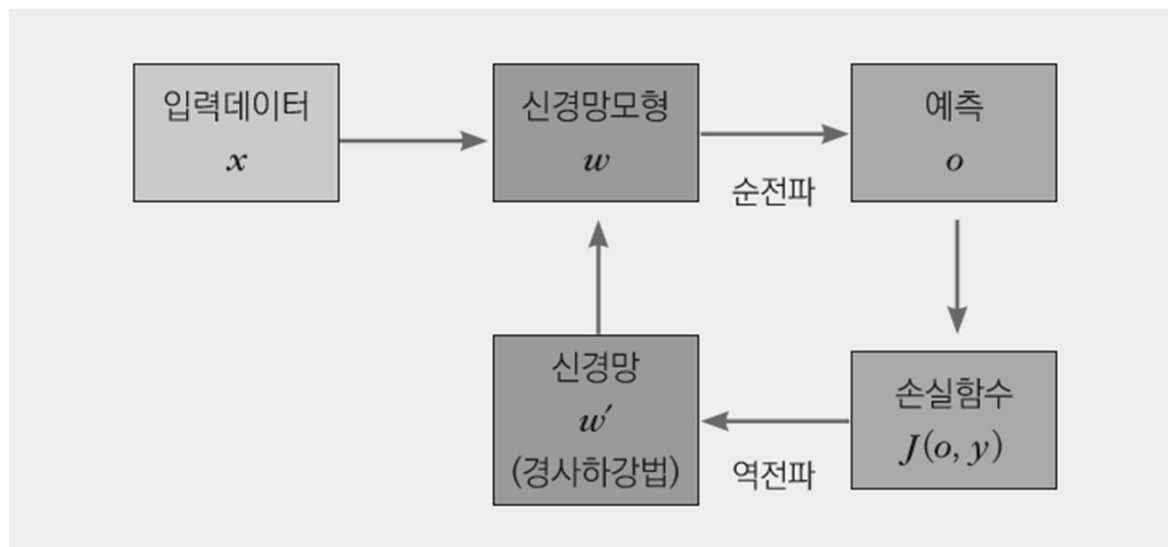 입력데이터
x
신경망모형
w
순전파
예측
o
손실함수
J(o, y)
역전파
신경망
w′
(경사하강법)